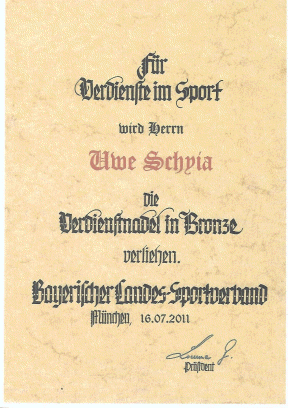 Für
Verdienste im Sport
wird Herrn
Uwe Schyia
die
Verdienstnadel in Bronze
verliehen.
Bayerischer Landes-Sportverband
München, 16.07.2011
Präsident